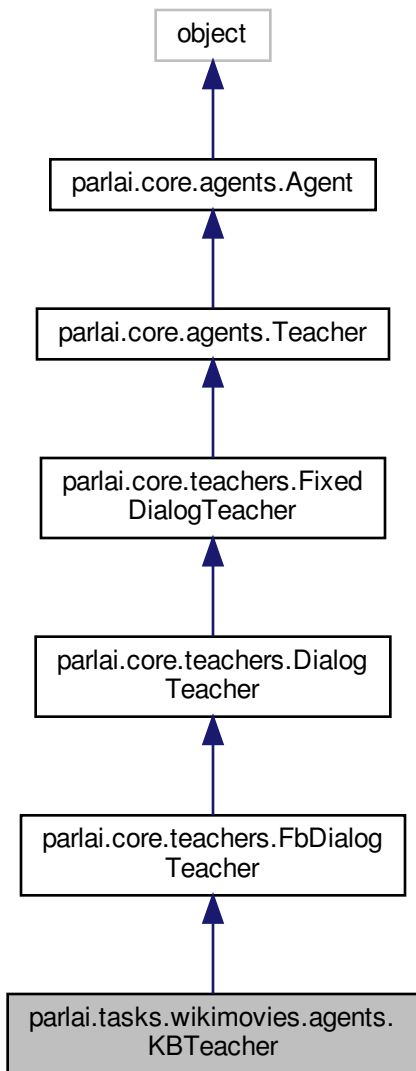 object
parlai.core.agents.Agent
parlai.core.agents.Teacher
parlai.core.teachers.Fixed
DialogTeacher
parlai.core.teachers.Dialog
Teacher
parlai.core.teachers.FbDialog
Teacher
parlai.tasks.wikimovies.agents.
KBTeacher